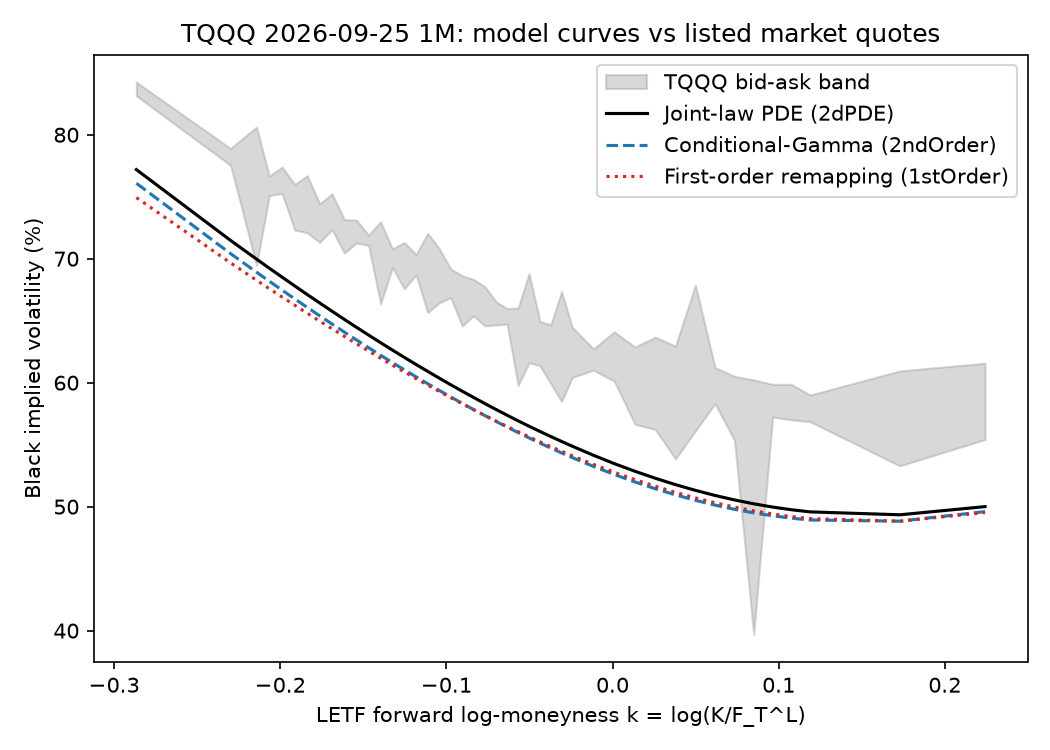 TQQQ 2026-09-25 1M: model curves vs listed market quotes
TQQQ bid-ask band
Joint-law PDE (2dPDE)
Conditional-Gamma (2ndOrder)
First-order remapping (1stOrder)
Black implied volatility (%)
80
70
60
50
40
−0.3
−0.2
−0.1
0.0
0.1
0.2
LETF forward log-moneyness k = log(K/F_T^L)